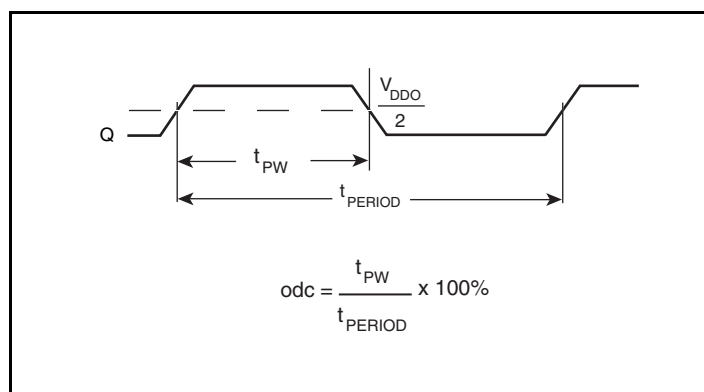 V_DDO
2
Q
t_PW
t_PERIOD
odc = t_PW / t_PERIOD x 100%